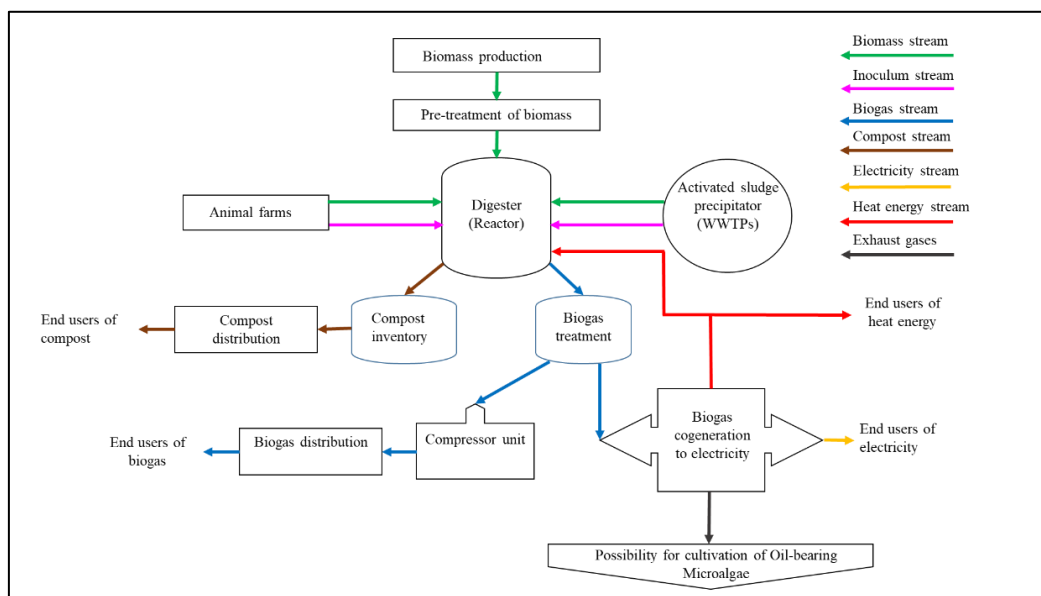 Biomass production
Pre-treatment of biomass
Animal farms
Digester
(Reactor)
Activated sludge
precipitator
(WWTPs)
End users of
compost
Compost
distribution
Compost
inventory
Biogas
treatment
End users of
heat energy
End users of
biogas
Biogas distribution
Compressor unit
Biogas
cogeneration
to electricity
End users of
electricity
Possibility for cultivation of Oil-bearing
Microalgae
Biomass stream
Inoculum stream
Biogas stream
Compost stream
Electricity stream
Heat energy stream
Exhaust gases